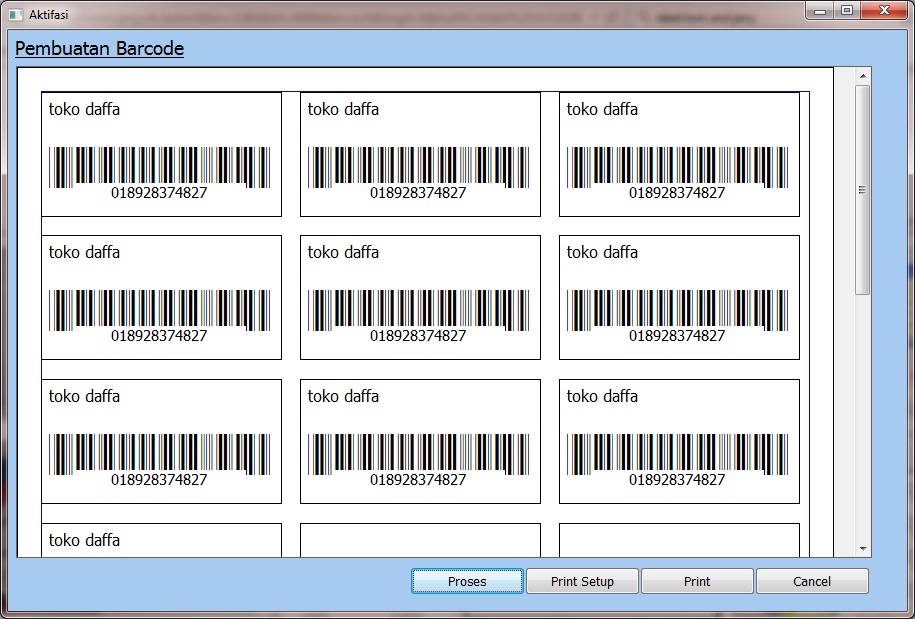 Aktifasi
Pembuatan Barcode
toko daffa toko daffa toko daffa
018928374827 018928374827 018928374827
toko daffa toko daffa toko daffa
018928374827 018928374827 018928374827
toko daffa toko daffa toko daffa
018928374827 018928374827 018928374827
toko daffa
Proses Print Setup Print Cancel